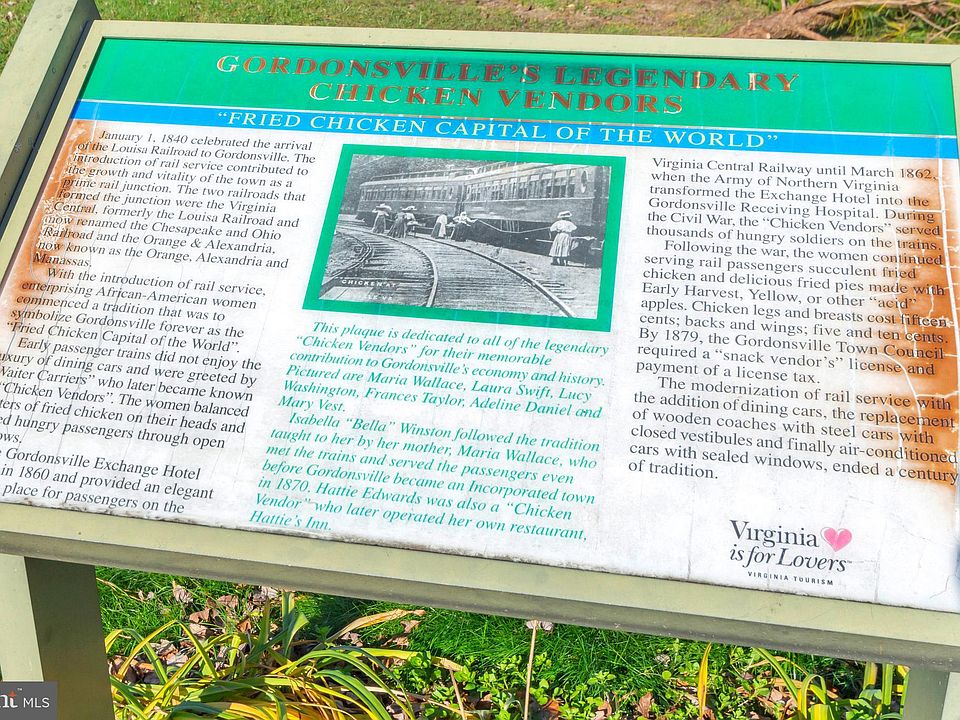 GORDONSVILLE'S LEGENDARY
CHICKEN VENDORS
"FRIED CHICKEN CAPITAL OF THE WORLD"
January 1, 1840 celebrated the arrival
of the Louisa Railroad to Gordonsville. The
introduction of rail service contributed to
the growth and vitality of the town as a
prime rail junction. The two railroads that
formed the junction were the Virginia
Central, formerly the Louisa Railroad and
now renamed the Chesapeake and Ohio
Railroad and the Orange & Alexandria,
now known as the Orange, Alexandria and
Manassas.
With the introduction of rail service,
enterprising African-American women
commenced a tradition that was to
symbolize Gordonsville forever as the
"Fried Chicken Capital of the World".
Early passenger trains did not enjoy the
luxury of dining cars and were greeted by
Waiter Carriers" who later became known
"Chicken Vendors". The women balanced
ters of fried chicken on their heads and
ed hungry passengers through open
ows.
e Gordonsville Exchange Hotel
in 1860 and provided an elegant
place for passengers on the
CHICKEN AT
This plaque is dedicated to all of the legendary
"Chicken Vendors" for their memorable
contribution to Gordonsville's economy and history.
Pictured are Maria Wallace, Laura Swift, Lucy
Washington, Frances Taylor, Adeline Daniel and
Mary Vest.
Isabella "Bella" Winston followed the tradition
taught to her by her mother, Maria Wallace, who
met the trains and served the passengers even
before Gordonsville became an Incorporated town
in 1870. Hattie Edwards was also a "Chicken
Vendor" who later operated her own restaurant,
Hattie's Inn.
Virginia Central Railway until March 1862,
when the Army of Northern Virginia
transformed the Exchange Hotel into the
Gordonsville Receiving Hospital. During
the Civil War, the "Chicken Vendors" served
thousands of hungry soldiers on the trains.
Following the war, the women continued
serving rail passengers succulent fried
chicken and delicious fried pies made with
Early Harvest, Yellow, or other "acid"
apples. Chicken legs and breasts cost fifteen
cents; backs and wings; five and ten cents.
By 1879, the Gordonsville Town Council
required a "snack vendor's" license and
payment of a license tax.
The modernization of rail service with
the addition of dining cars, the replacement
of wooden coaches with steel cars with
closed vestibules and finally air-conditioned
cars with sealed windows, ended a century
of tradition.
Virginia
is for Lovers™
VIRGINIA TOURISM
ht MLS